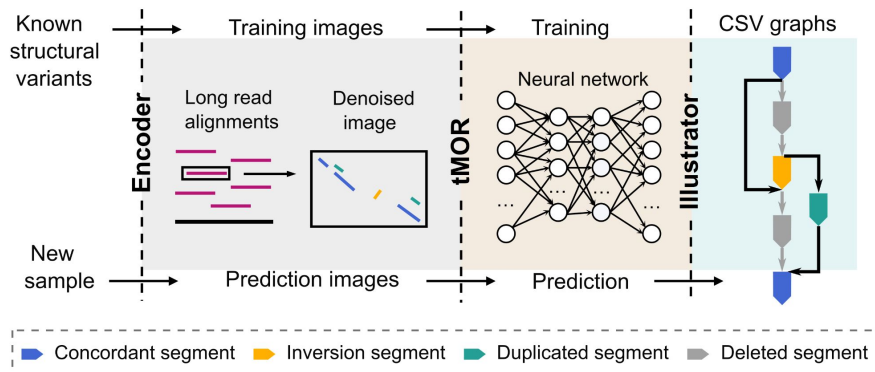 Known structural variants
Training images
Training
CSV graphs
Encoder
Long read alignments
Denoised image
tMOR
Neural network
...
...
...
...
Illustrator
New sample
Prediction images
Prediction
Concordant segment
Inversion segment
Duplicated segment
Deleted segment